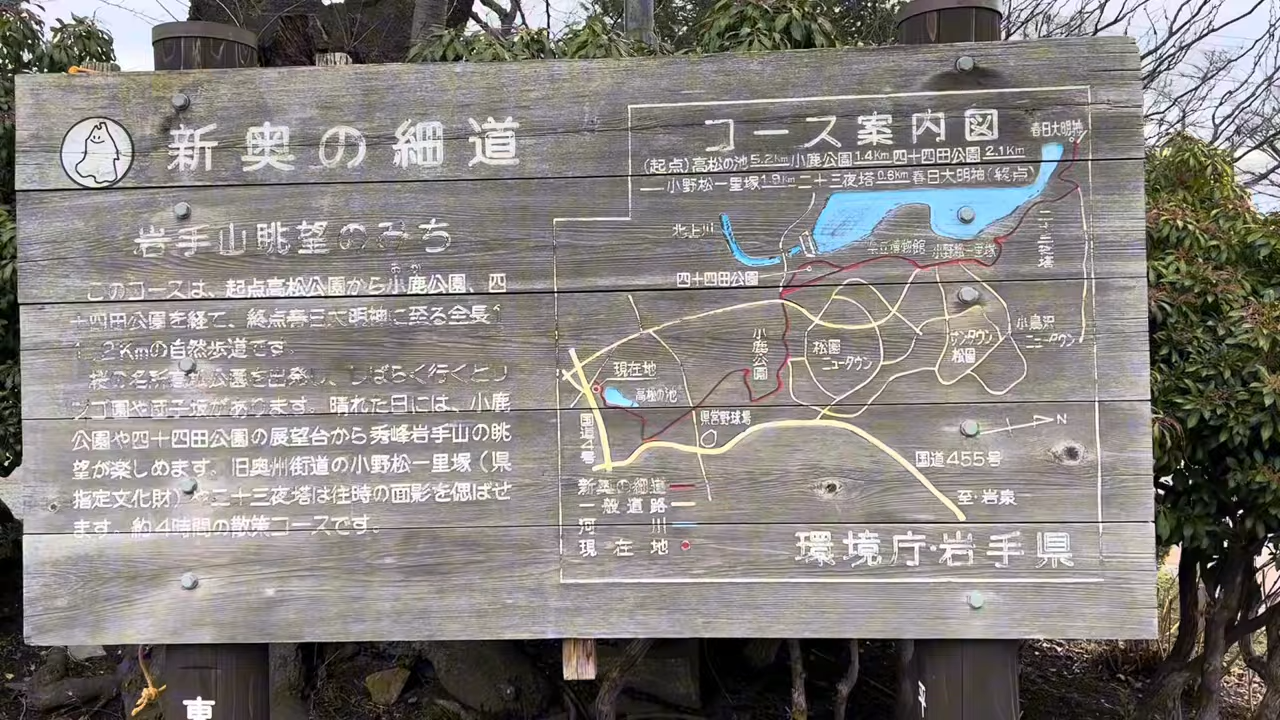 新奥の細道
岩手山眺望のみち
このコースは、起点高松公園から小鹿公園、四
十四田公園を経て、終点春日大明神に至る全長1
1.2Kmの自然歩道です。
桜の名所高松公園を出発し、しばらく行くとリ
ンゴ園や団子坂があります。晴れた日には、小鹿
公園や四十四田公園の展望台から秀峰岩手山の眺
望が楽しめます。旧奥州街道の小野松一里塚(県
指定文化財)や二十三夜塔は往時の面影を偲ばせ
ます。約4時間の散策コースです。
コース案内図
(起点)高松の池5.2Km小鹿公園1.4Km四十四田公園2.1Km
小野松一里塚1.9Km二十三夜塔0.6Km春日大明神(終点)
春日大明神
北上川
四十四田公園
博物館
小野松一里塚
二十三夜塔
小鹿公園
松園
ニュータウン
サンタウン
松園
小鳥沢
ニュータウン
現在地
高松の池
県営野球場
国道4号
N
国道455号
至・岩泉
新奥の細道
一般道路
河川
現在地
環境庁・岩手県
東